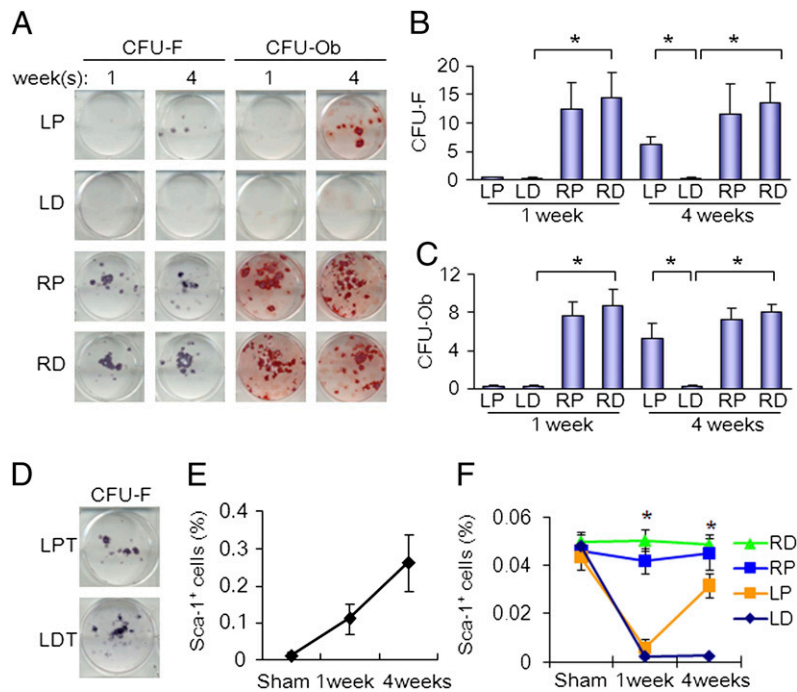 A
CFU-F CFU-Ob
week(s): 1 4 1 4
LP
LD
RP
RD
B
CFU-F
20
15
10
5
0
* * *
LP LD RP RD LP LD RP RD
1 week 4 weeks
C
CFU-Ob
12
8
4
0
* * *
LP LD RP RD LP LD RP RD
1 week 4 weeks
D
CFU-F
LPT
LDT
E
Sca-1+ cells (%)
0.4
0.3
0.2
0.1
0
Sham 1week 4weeks
F
Sca-1+ cells (%)
0.06
0.04
0.02
0
* *
Sham 1week 4weeks
RD
RP
LP
LD